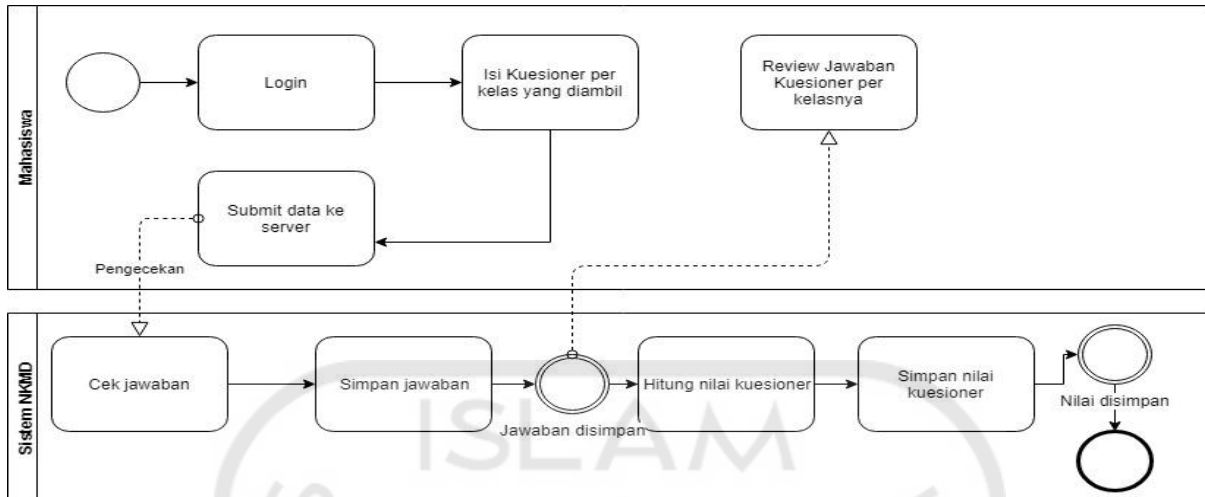 Mahasiswa
Login
Isi Kuesioner per
kelas yang diambil
Review Jawaban
Kuesioner per
kelasnya
Submit data ke
server
Pengecekan
Sistem NKMD
Cek jawaban
Simpan jawaban
Jawaban disimpan
Hitung nilai kuesioner
Simpan nilai
kuesioner
Nilai disimpan
ISLAM